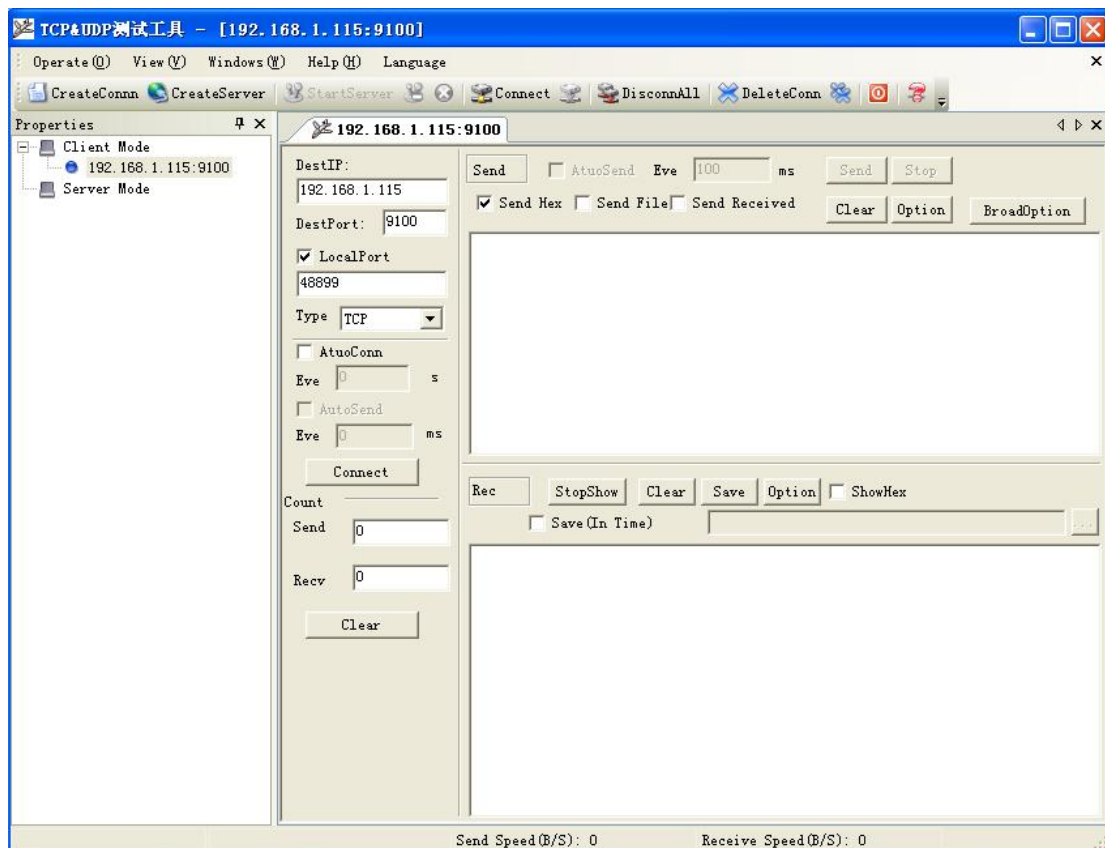 TCP&UDP测试工具 - [192.168.1.115:9100]
Operate(O) View(V) Windows(W) Help(H) Language
CreateConnn CreateServer StartServer Connect DisconnAll DeleteConn
Properties
192.168.1.115:9100
Client Mode
192.168.1.115:9100
Server Mode
DestIP:
192.168.1.115
DestPort: 9100
LocalPort
48899
Type TCP
AtuoConn
Eve 0 s
AutoSend
Eve 0 ms
Connect
Count
Send 0
Recv 0
Clear
Send AtuoSend Eve 100 ms Send Stop
Send Hex Send File Send Received Clear Option BroadOption
Rec StopShow Clear Save Option ShowHex
Save(In Time) ...
Send Speed(B/S): 0 Receive Speed(B/S): 0